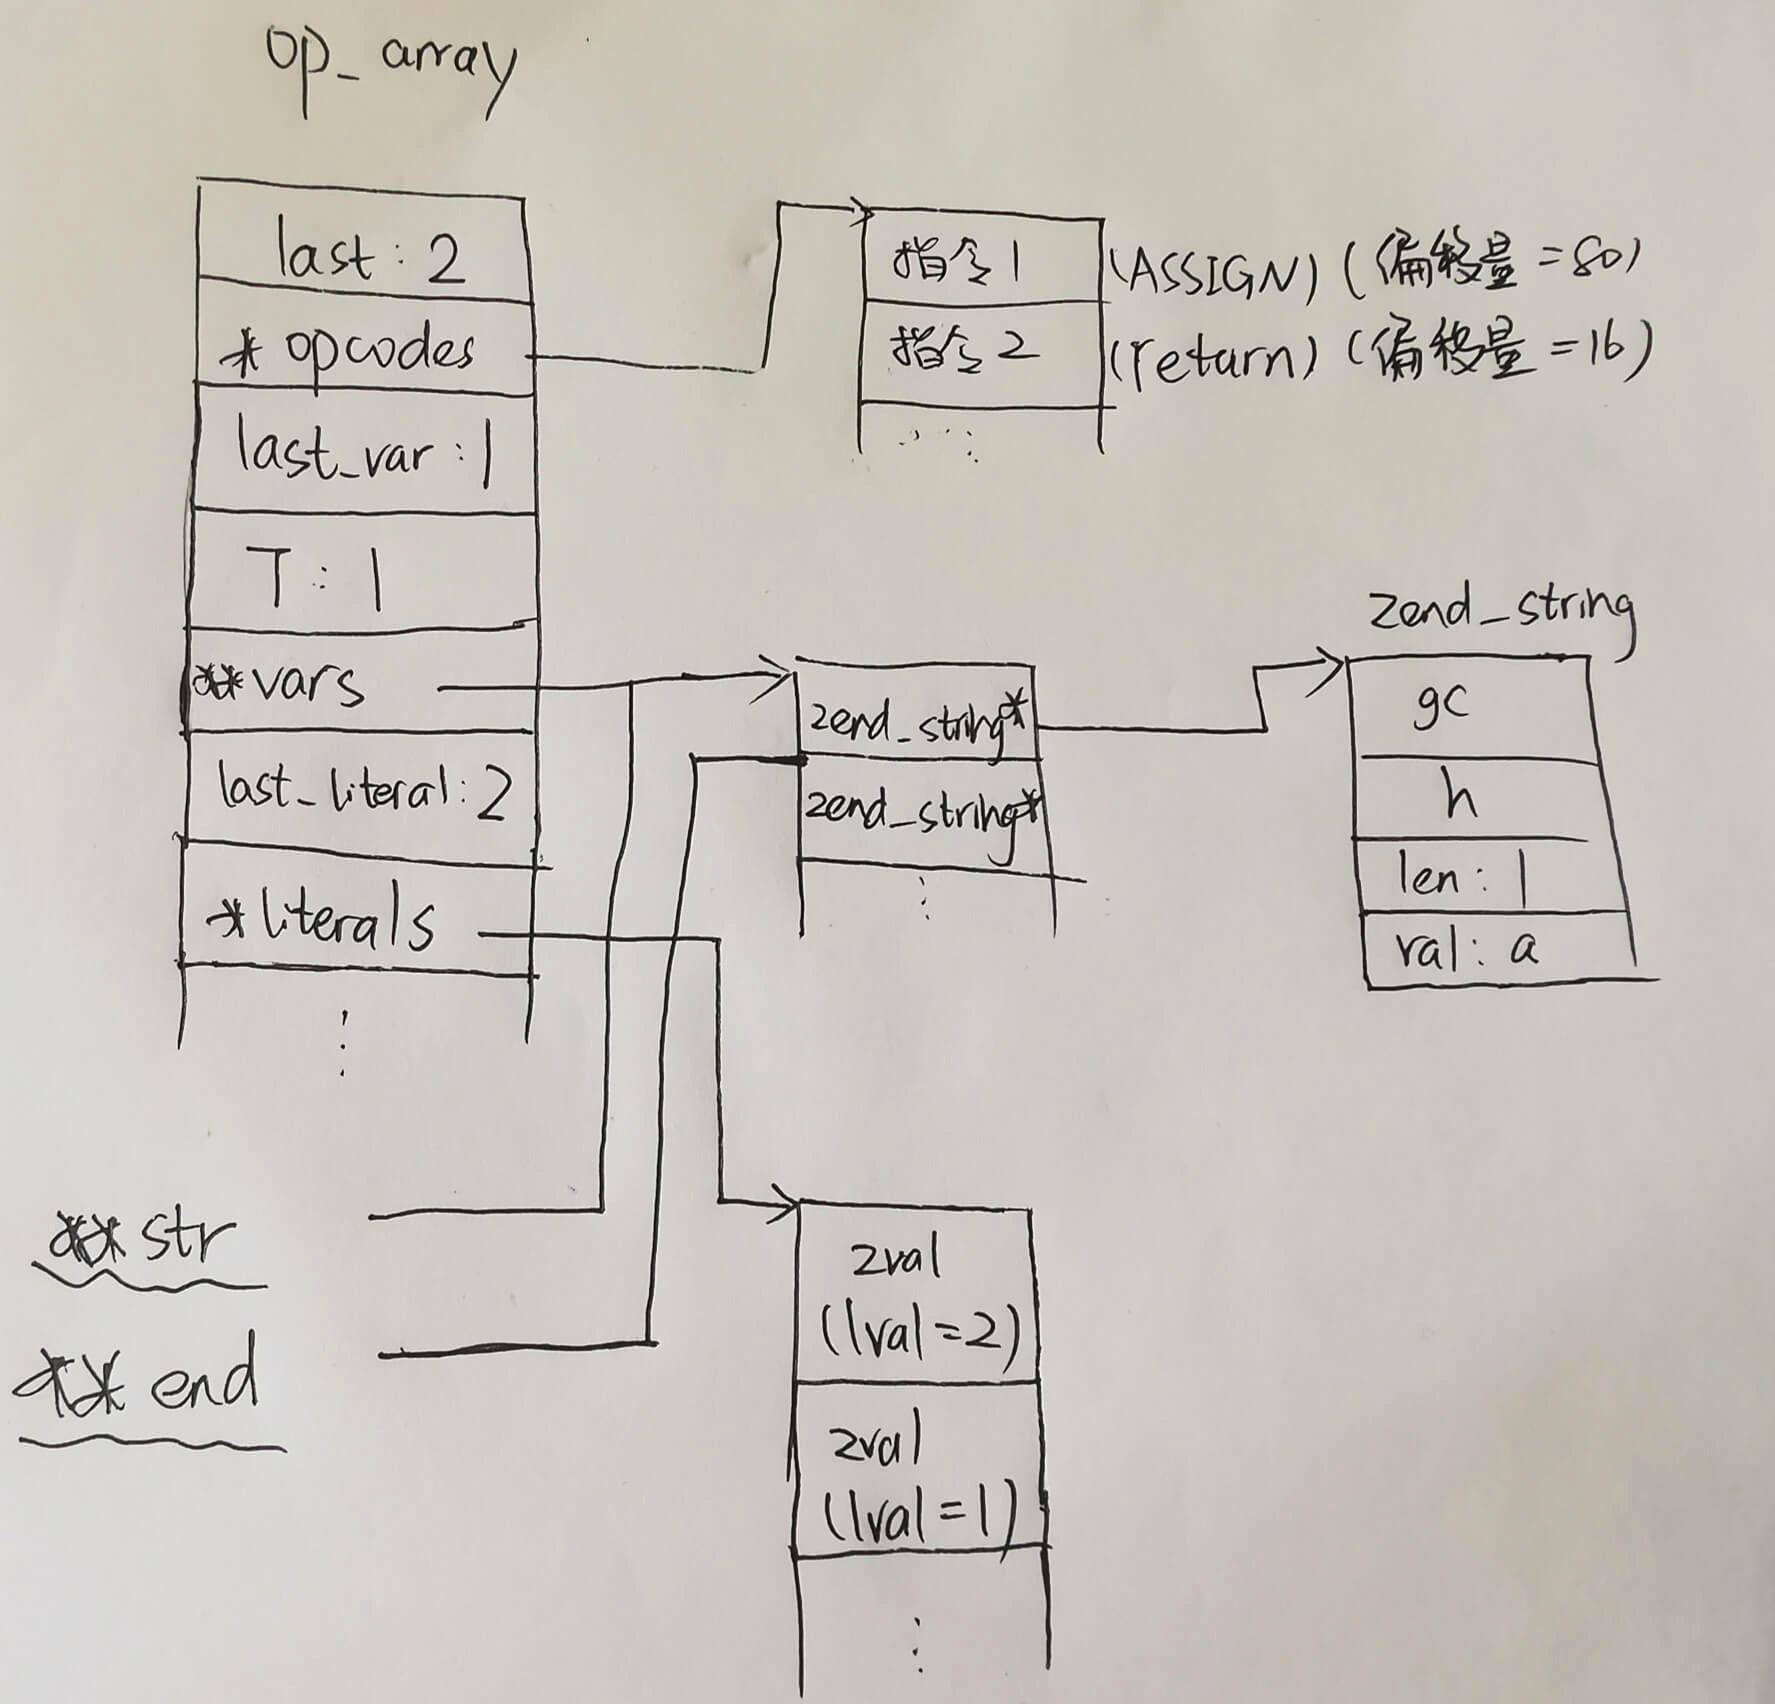 op_array
last : 2
* opcodes
last_var : 1
T : 1
**vars
last_literal : 2
*literals
指令1 (ASSIGN) (偏移量=80)
指令2 (return) (偏移量=16)
zend_string*
zend_string*
zend_string
gc
h
len : 1
val : a
**str
**end
zval
(lval=2)
zval
(lval=1)